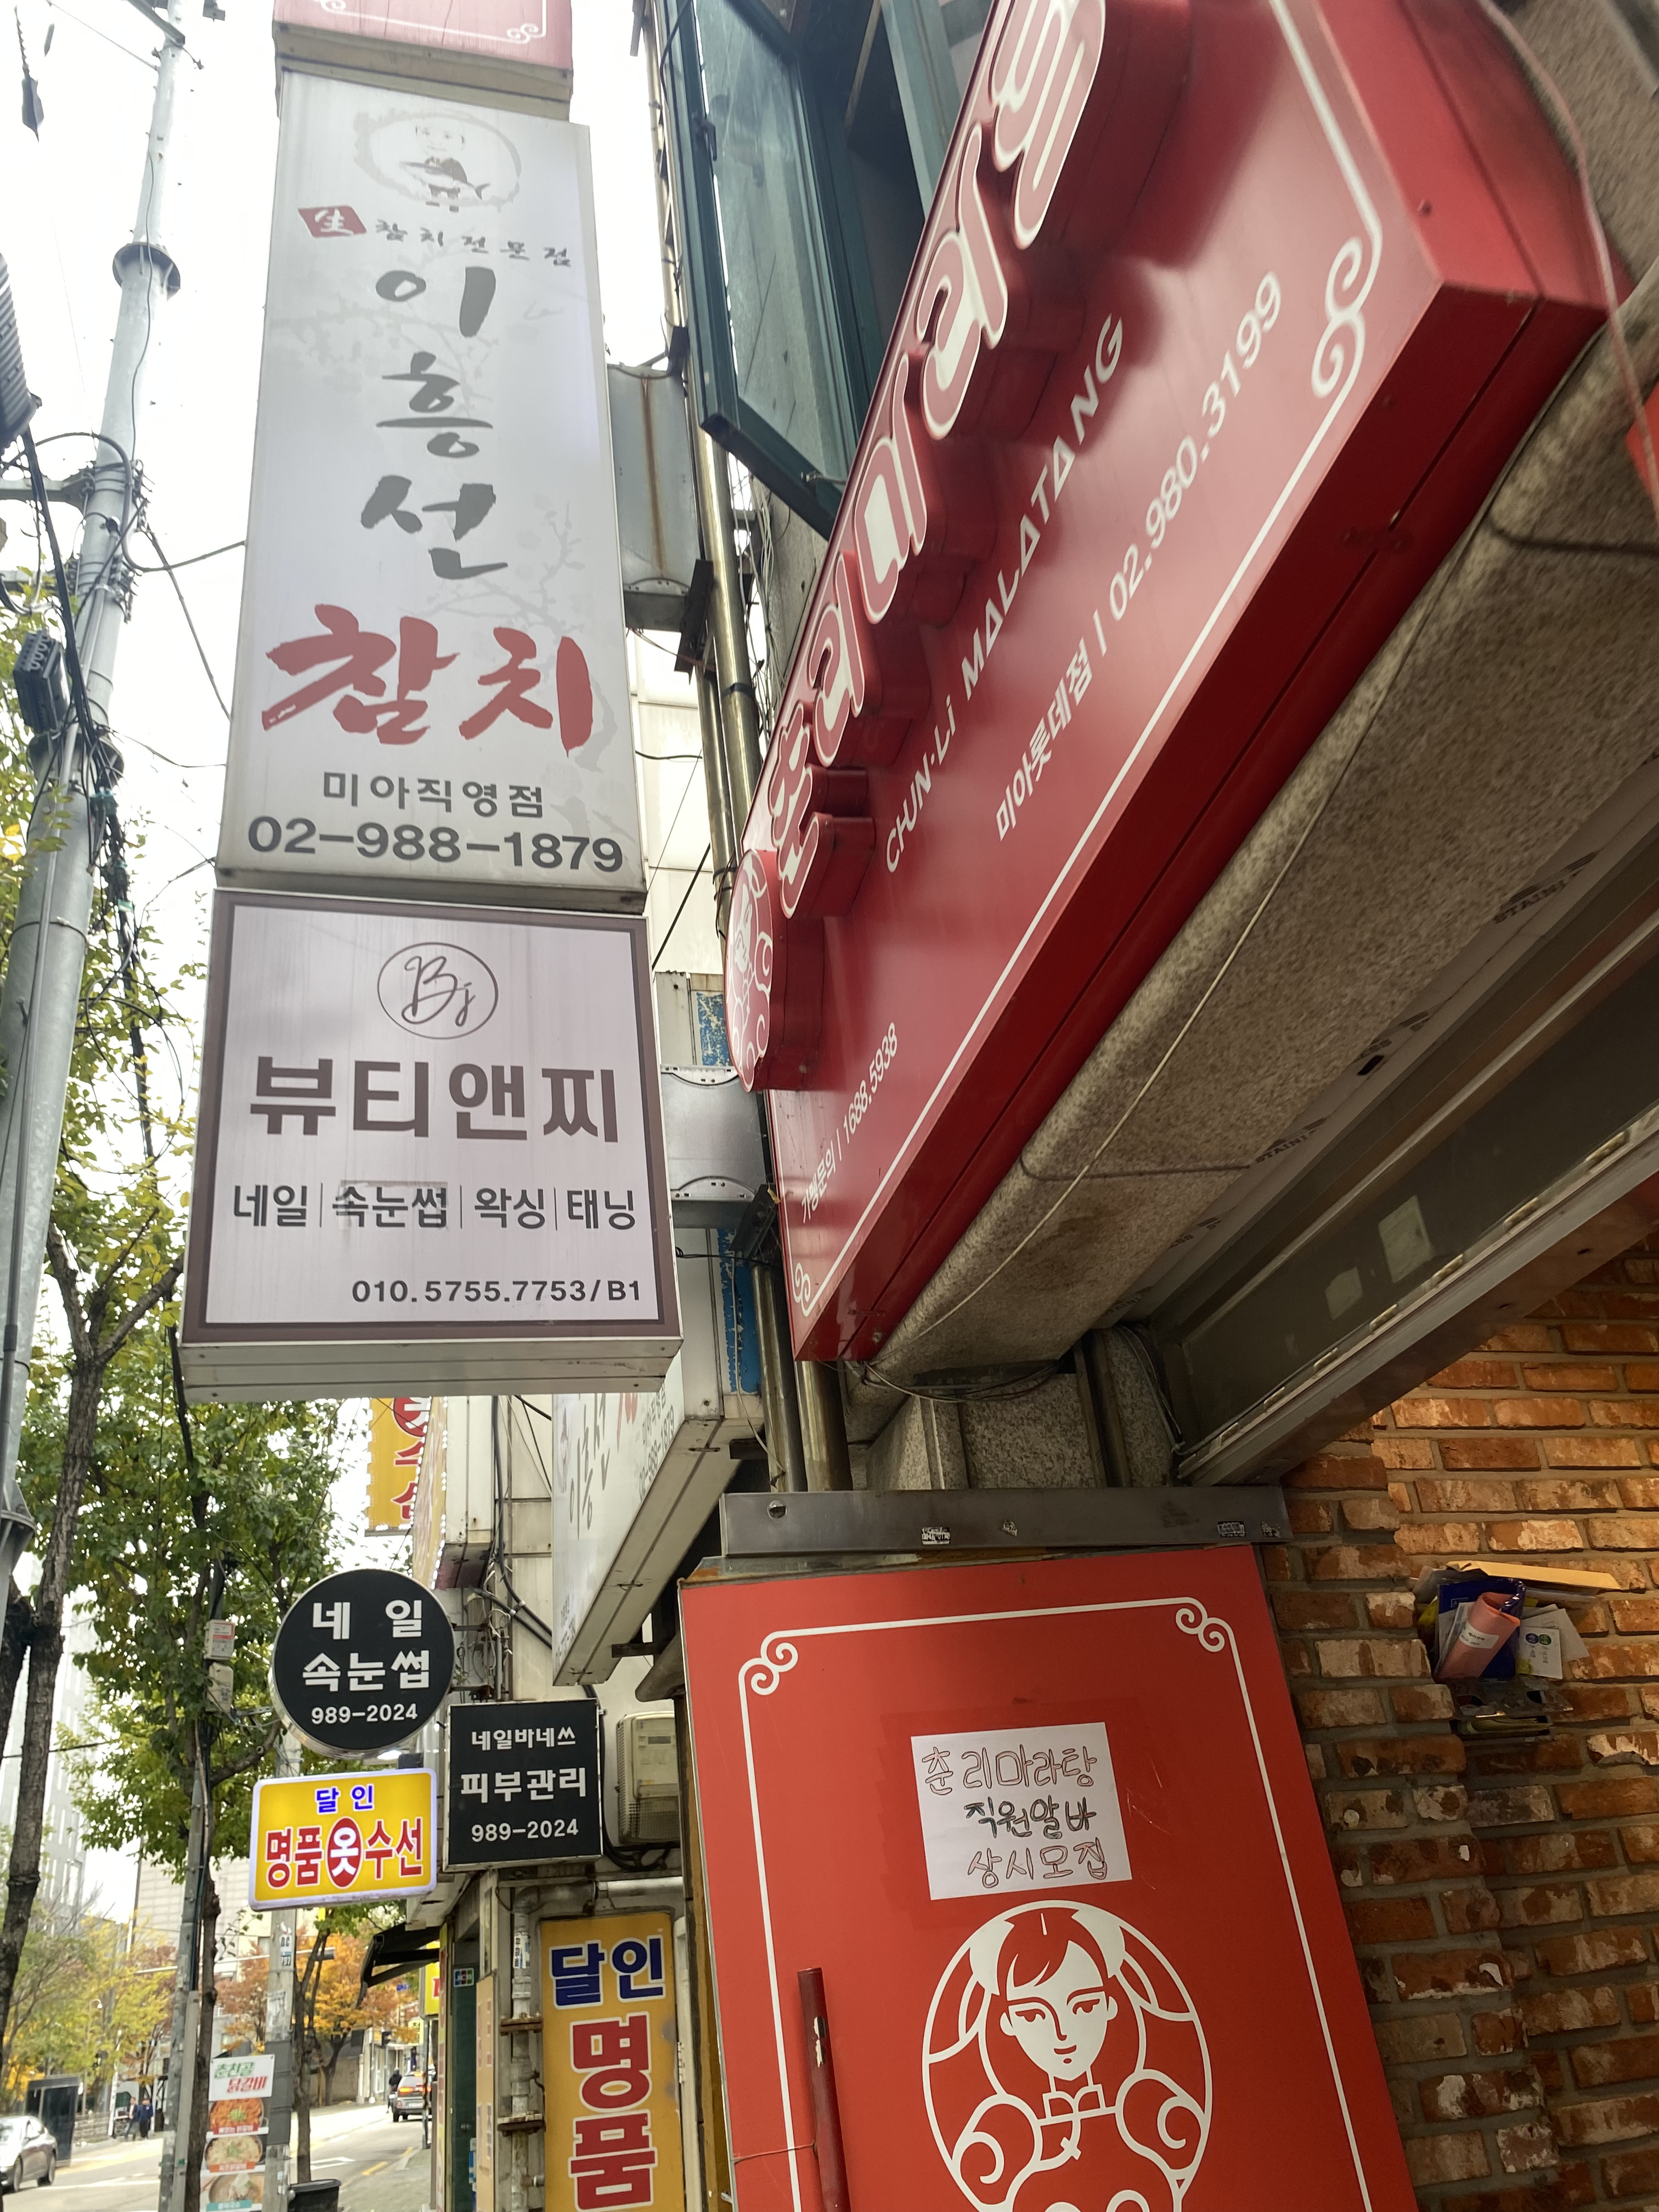 生 참치전문점
이
흥
선
참치
미아직영점
02-988-1879
Bj
뷰티앤찌
네일|속눈썹|왁싱|태닝
010.5755.7753/B1
춘리마라탕
CHUN·Li MALATANG
미아롯데점 | 02.980.3199
가맹문의 | 1688.5938
네 일
속눈썹
989-2024
네일바네쓰
피부관리
989-2024
달인
명품옷수선
춘리마라탕
직원알바
상시모집
달인
명
품
닭갈비